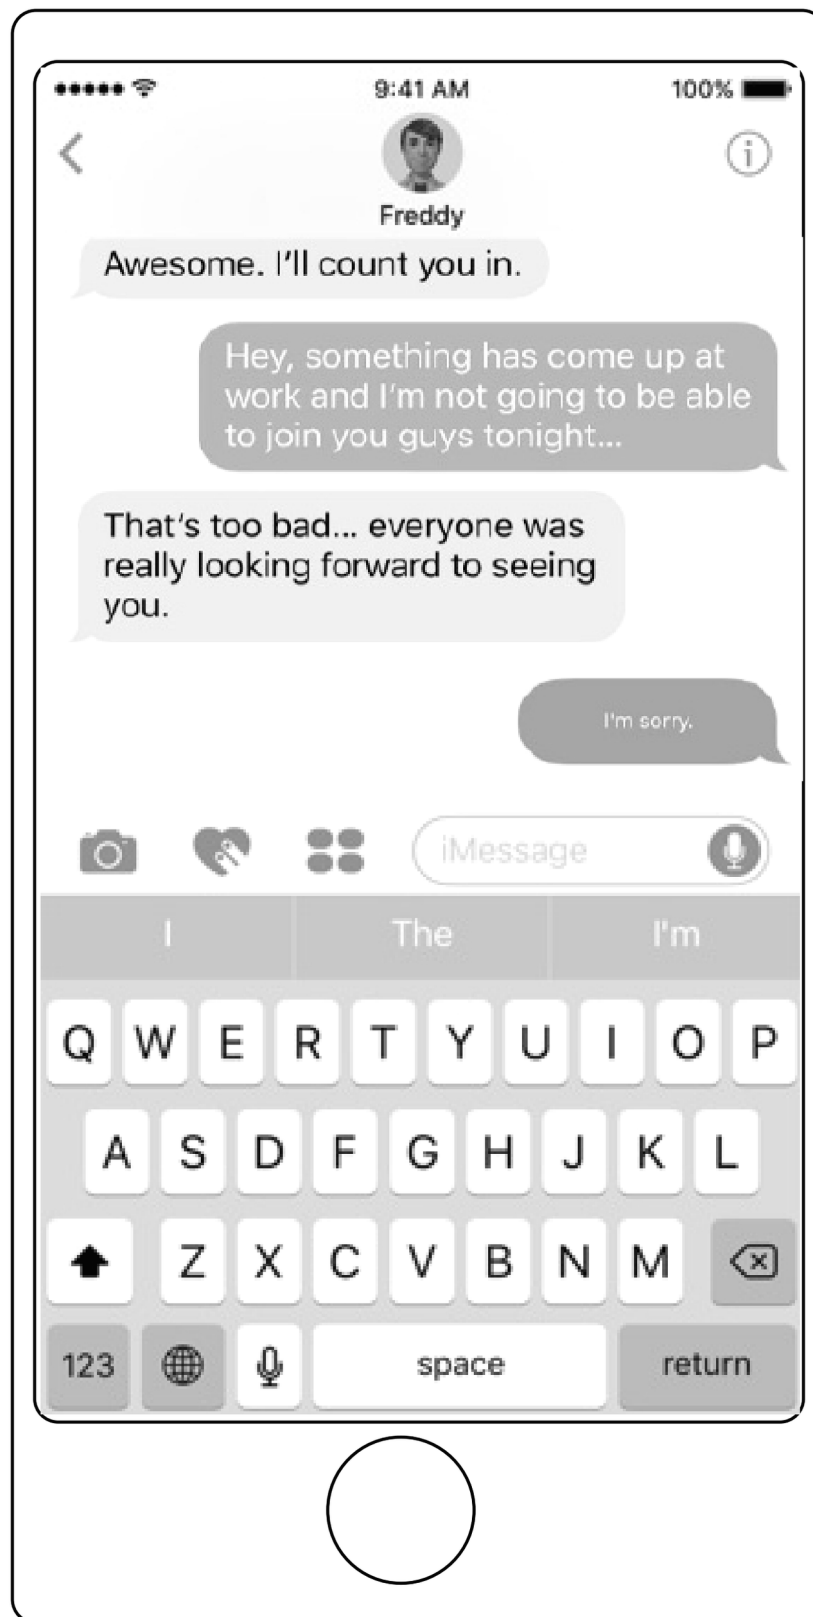 9:41 AM 100%
Freddy
Awesome. I'll count you in.
Hey, something has come up at
work and I'm not going to be able
to join you guys tonight...
That's too bad... everyone was
really looking forward to seeing
you.
I'm sorry.
iMessage
I The I'm
Q W E R T Y U I O P
A S D F G H J K L
Z X C V B N M
123 space return